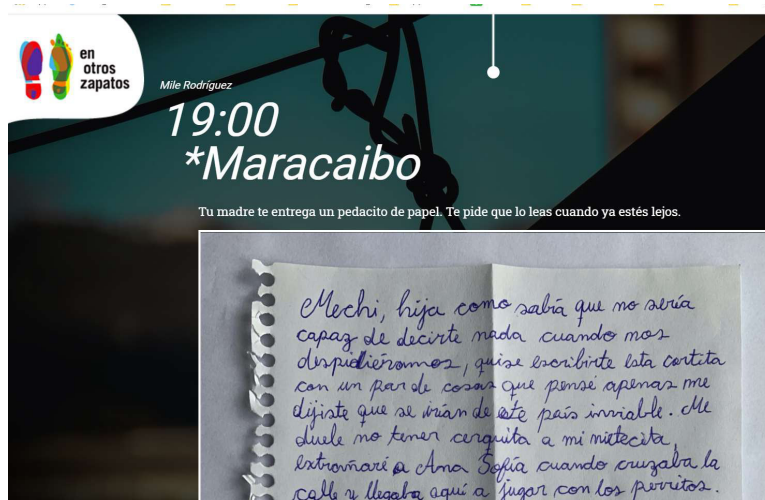 en
otros
zapatos
Mile Rodríguez
19:00
*Maracaibo
Tu madre te entrega un pedacito de papel. Te pide que lo leas cuando ya estés lejos.
Mechi, hija como sabía que no sería
capaz de decirte nada cuando nos
despidiéramos, quise escribirte esta cartita
con un par de cosas que pensé apenas me
dijiste que se irían de este país inviable. Me
duele no tener cerquita a mi nietecita,
extrañaré a Ana Sofía cuando cruzaba la
calle y llegaba aquí a jugar con los perritos.